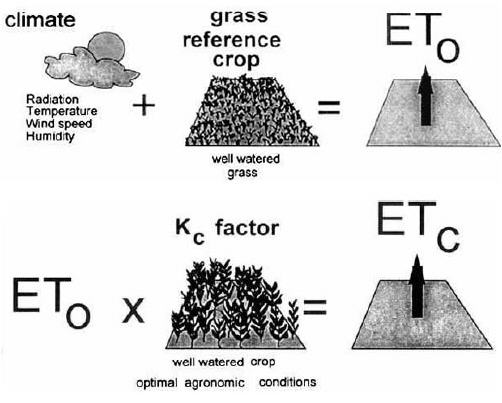 climate
Radiation
Temperature
Wind speed
Humidity
+
grass
reference
crop
well watered
grass
=
ETo
ETo
x
Kc factor
well watered crop
optimal agronomic conditions
=
ETc